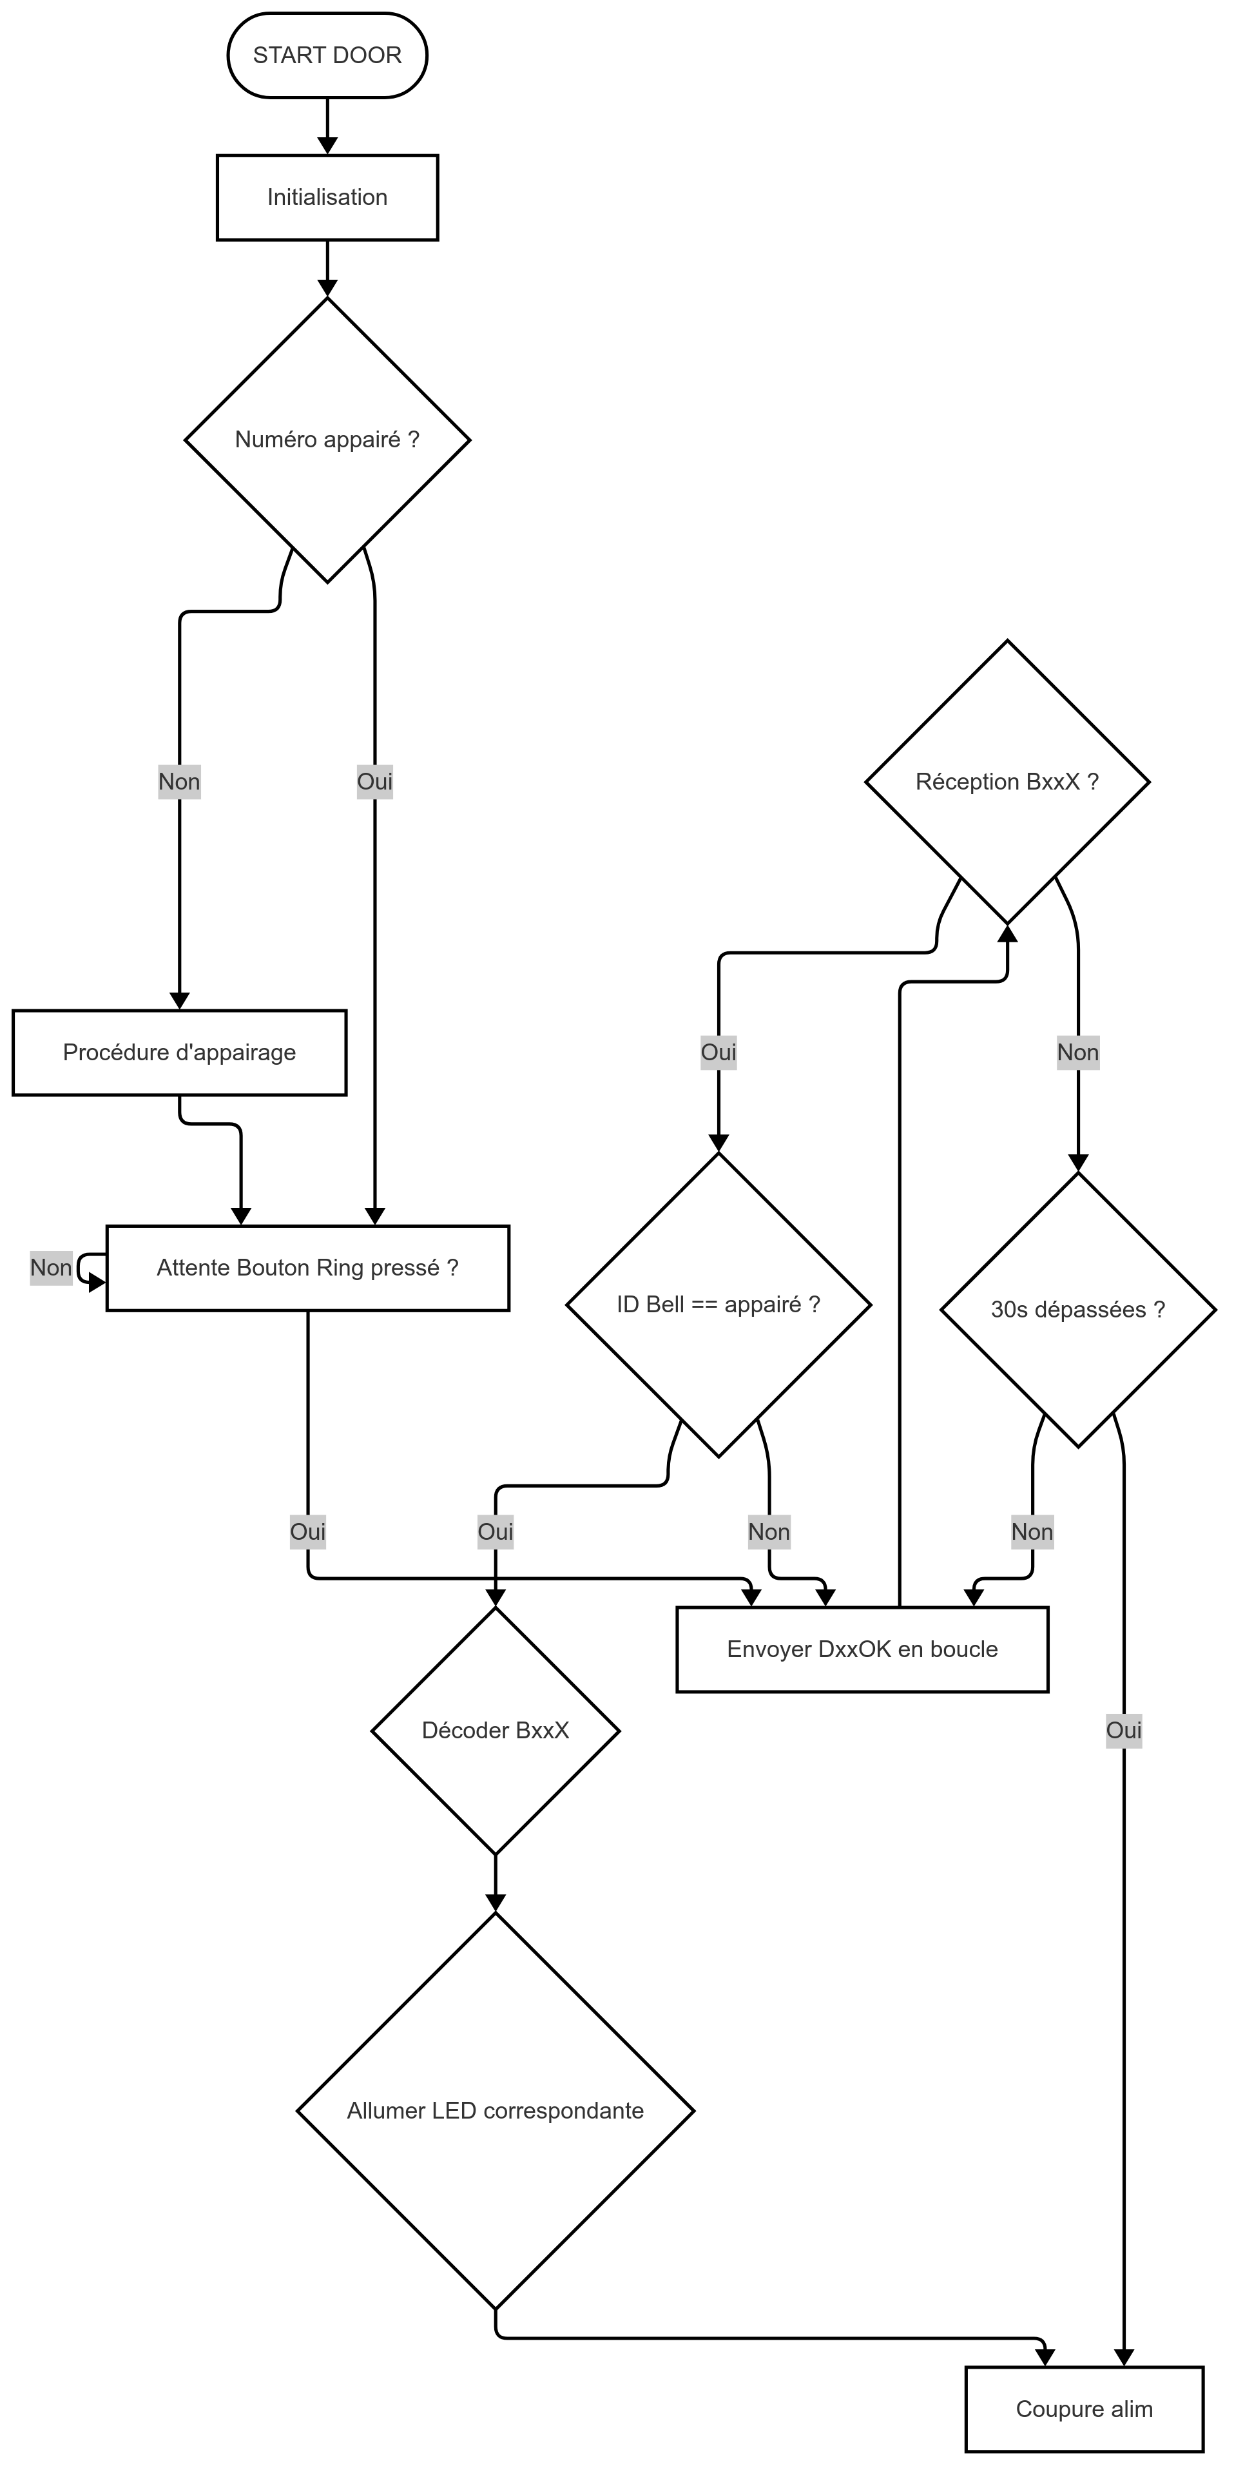 START DOOR
Initialisation
Numéro appairé ?
Non
Oui
Réception BxxX ?
Procédure d'appairage
Oui
Non
Non
Attente Bouton Ring pressé ?
ID Bell == appairé ?
30s dépassées ?
Oui
Oui
Non
Non
Envoyer DxxOK en boucle
Décoder BxxX
Oui
Allumer LED correspondante
Coupure alim